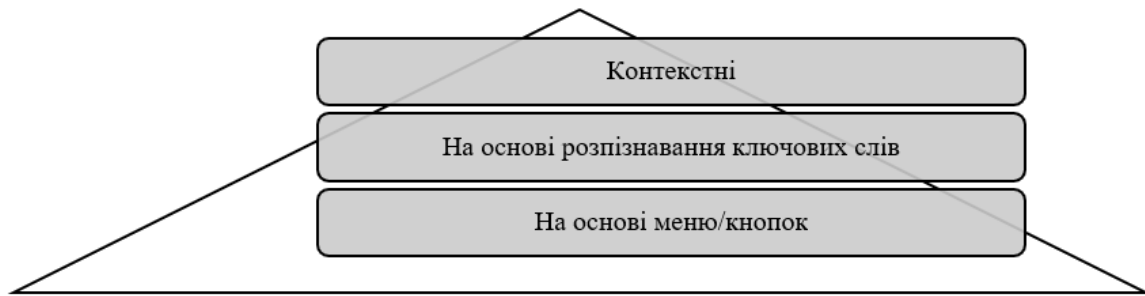 Контекстні
На основі розпізнавання ключових слів
На основі меню/кнопок